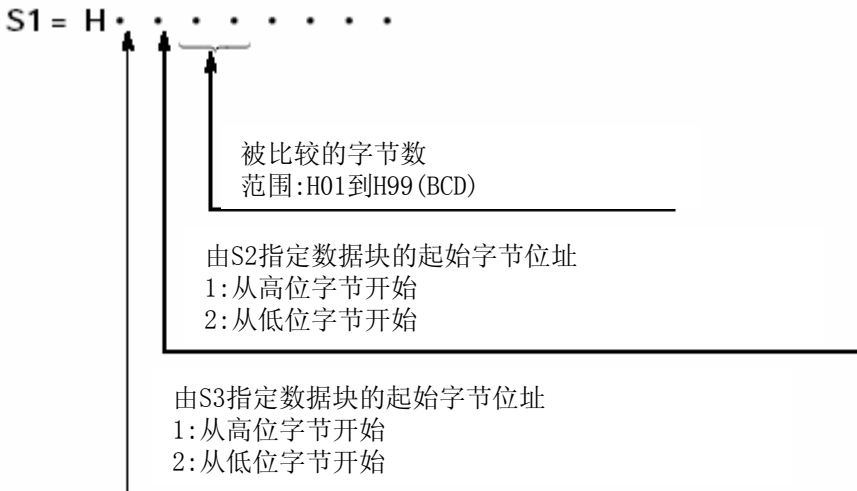 S1 = H · · · · · · · ·
被比较的字节数
范围:H01到H99(BCD)
由S2指定数据块的起始字节位址
1:从高位字节开始
2:从低位字节开始
由S3指定数据块的起始字节位址
1:从高位字节开始
2:从低位字节开始